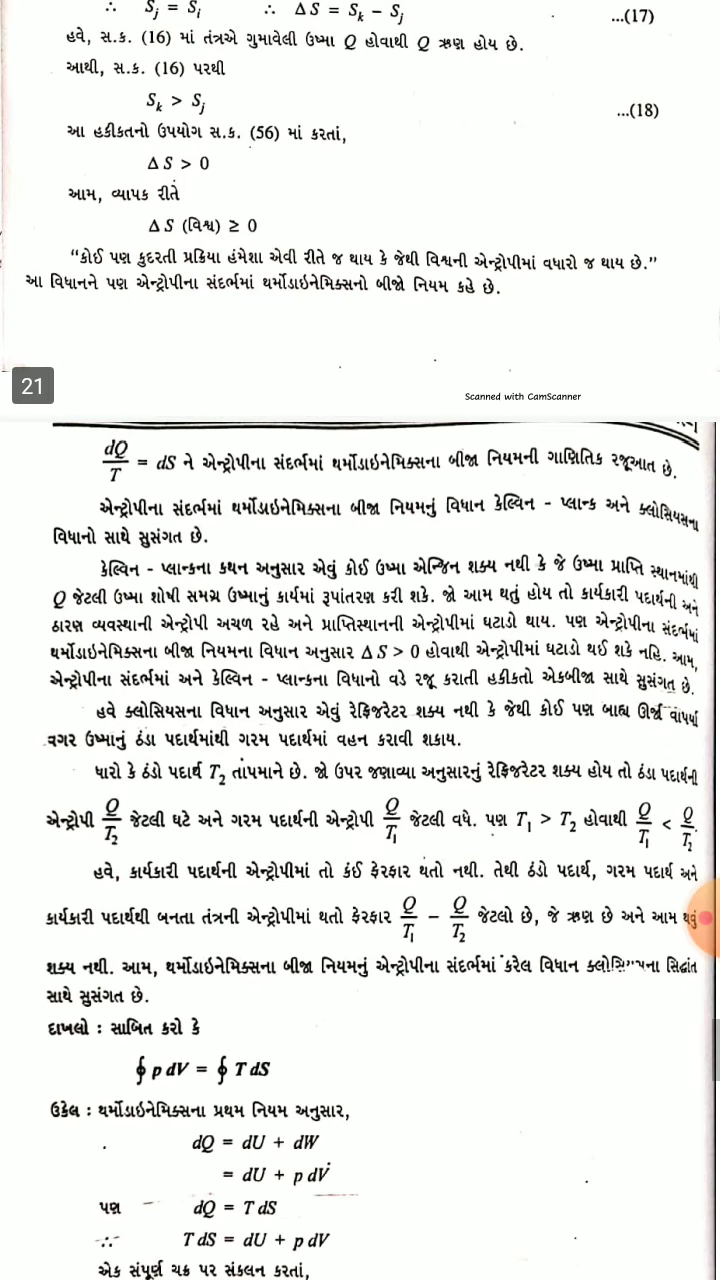 ∴ S_j = S_i ∴ Δ S = S_k − S_j ...(17)
હવે, સ.ક. (16) માં તંત્રએ ગુમાવેલી ઉષ્મા Q હોવાથી Q ઋણ હોય છે.
આથી, સ.ક. (16) પરથી
S_k > S_j ...(18)
આ હકીકતનો ઉપયોગ સ.ક. (56) માં કરતાં,
Δ S > 0
આમ, વ્યાપક રીતે
Δ S (વિશ્વ) ≥ 0
“કોઈ પણ કુદરતી પ્રક્રિયા હંમેશા એવી રીતે જ થાય કે જેથી વિશ્વની એન્ટ્રોપીમાં વધારો જ થાય છે.”
આ વિધાનને પણ એન્ટ્રોપીના સંદર્ભમાં થર્મોડાઇનેમિક્સનો બીજો નિયમ કહે છે.
21
Scanned with CamScanner
dQ/T = dS ને એન્ટ્રોપીના સંદર્ભમાં થર્મોડાઇનેમિક્સના બીજા નિયમની ગાણિતિક રજૂઆત છે.
એન્ટ્રોપીના સંદર્ભમાં થર્મોડાઇનેમિક્સના બીજા નિયમનું વિધાન કેલ્વિન - પ્લાન્ક અને ક્લોસિયસના
વિધાનો સાથે સુસંગત છે.
કેલ્વિન - પ્લાન્કના કથન અનુસાર એવું કોઈ ઉષ્મા એન્જિન શક્ય નથી કે જે ઉષ્મા પ્રાપ્તિ સ્થાનમાંથી
Q જેટલી ઉષ્મા શોષી સમગ્ર ઉષ્માનું કાર્યમાં રૂપાંતરણ કરી શકે. જો આમ થતું હોય તો કાર્યકારી પદાર્થની અને
ઠારણ વ્યવસ્થાની એન્ટ્રોપી અચળ રહે અને પ્રાપ્તિસ્થાનની એન્ટ્રોપીમાં ઘટાડો થાય. પણ એન્ટ્રોપીના સંદર્ભમાં
થર્મોડાઇનેમિક્સના બીજા નિયમના વિધાન અનુસાર Δ S > 0 હોવાથી એન્ટ્રોપીમાં ઘટાડો થઈ શકે નહિ. આમ,
એન્ટ્રોપીના સંદર્ભમાં અને કેલ્વિન - પ્લાન્કના વિધાનો વડે રજૂ કરાતી હકીકતો એકબીજા સાથે સુસંગત છે.
હવે ક્લોસિયસના વિધાન અનુસાર એવું રેફ્રિજરેટર શક્ય નથી કે જેથી કોઈ પણ બાહ્ય ઊર્જા વાપર્યા
વગર ઉષ્માનું ઠંડા પદાર્થમાંથી ગરમ પદાર્થમાં વહન કરાવી શકાય.
ધારો કે ઠંડો પદાર્થ T₂ તાપમાને છે. જો ઉપર જણાવ્યા અનુસારનું રેફ્રિજરેટર શક્ય હોય તો ઠંડા પદાર્થની
એન્ટ્રોપી Q/T₂ જેટલી ઘટે અને ગરમ પદાર્થની એન્ટ્રોપી Q/T₁ જેટલી વધે. પણ T₁ > T₂ હોવાથી Q/T₁ < Q/T₂.
હવે, કાર્યકારી પદાર્થની એન્ટ્રોપીમાં તો કંઈ ફેરફાર થતો નથી. તેથી ઠંડો પદાર્થ, ગરમ પદાર્થ અને
કાર્યકારી પદાર્થથી બનતા તંત્રની એન્ટ્રોપીમાં થતો ફેરફાર Q/T₁ − Q/T₂ જેટલો છે, જે ઋણ છે અને આમ થવું
શક્ય નથી. આમ, થર્મોડાઇનેમિક્સના બીજા નિયમનું એન્ટ્રોપીના સંદર્ભમાં કરેલ વિધાન સિદ્ધાંત
સાથે સુસંગત છે.
દાખલો : સાબિત કરો કે
∮ p dV = ∮ T dS
ઉકેલ : થર્મોડાઇનેમિક્સના પ્રથમ નિયમ અનુસાર,
dQ = dU + dW
= dU + p dV
પણ dQ = T dS
∴ T dS = dU + p dV
એક સંપૂર્ણ ચક્ર પર સંકલન કરતાં,